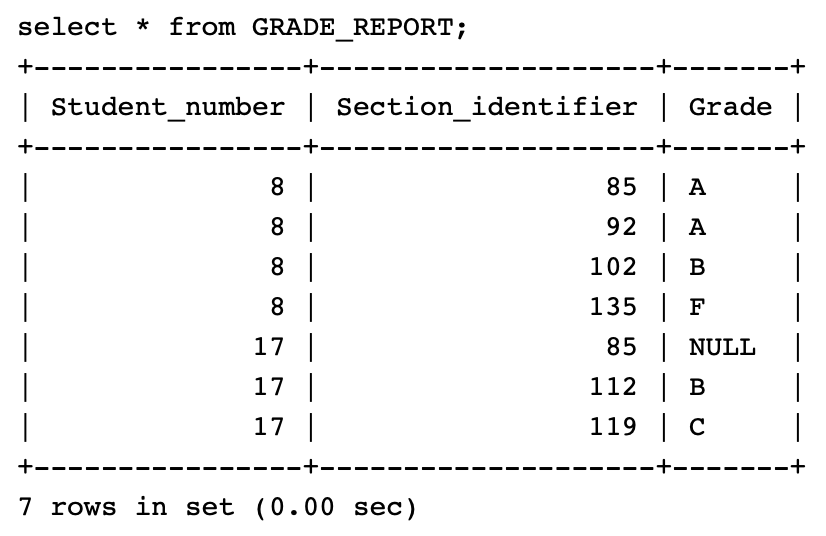 select * from GRADE_REPORT;
+----------------+--------------------+-------+
| Student_number | Section_identifier | Grade |
+----------------+--------------------+-------+
|              8 |                 85 | A     |
|              8 |                 92 | A     |
|              8 |                102 | B     |
|              8 |                135 | F     |
|             17 |                 85 | NULL  |
|             17 |                112 | B     |
|             17 |                119 | C     |
+----------------+--------------------+-------+
7 rows in set (0.00 sec)